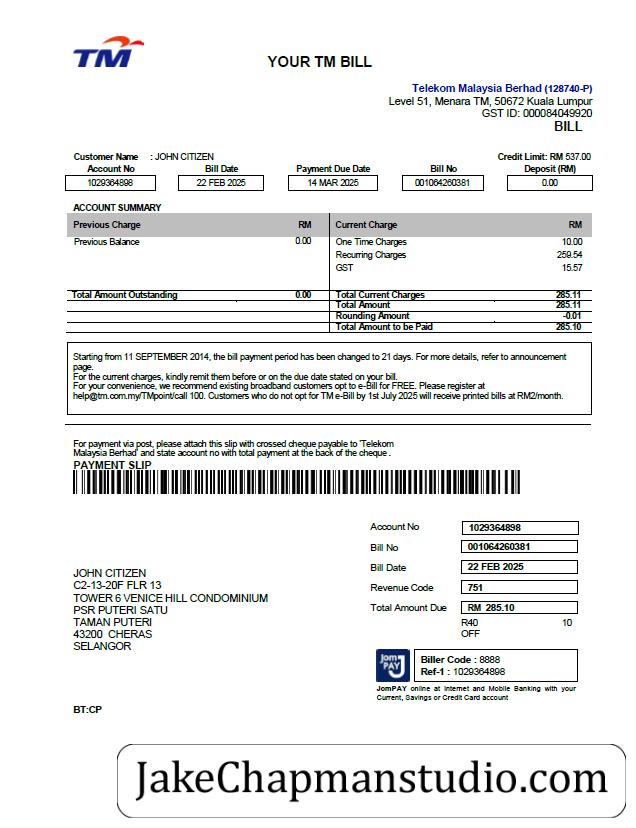 TM
YOUR TM BILL
Telekom Malaysia Berhad (128740-P)
Level 51, Menara TM, 50672 Kuala Lumpur
GST ID: 000084049920
BILL
Customer Name : JOHN CITIZEN
Credit Limit: RM 537.00
Account No Bill Date Payment Due Date Bill No Deposit (RM)
1029364898 22 FEB 2025 14 MAR 2025 001064260381 0.00
ACCOUNT SUMMARY
Previous Charge RM Current Charge RM
Previous Balance 0.00 One Time Charges 10.00
Recurring Charges 259.54
GST 15.57
Total Amount Outstanding 0.00 Total Current Charges 285.11
Total Amount 285.11
Rounding Amount -0.01
Total Amount to be Paid 285.10
Starting from 11 SEPTEMBER 2014, the bill payment period has been changed to 21 days. For more details, refer to announcement
page.
For the current charges, kindly remit them before or on the due date stated on your bill.
For your convenience, we recommend existing broadband customers opt to e-Bill for FREE. Please register at
help@tm.com.my/TMpoint/call 100. Customers who do not opt for TM e-Bill by 1st July 2025 will receive printed bills at RM2/month.
For payment via post, please attach this slip with crossed cheque payable to 'Telekom
Malaysia Berhad" and state account no with total payment at the back of the cheque .
PAYMENT SLIP
Account No 1029364898
Bill No 001064260381
Bill Date 22 FEB 2025
Revenue Code 751
Total Amount Due RM 285.10
R40 10
OFF
JOHN CITIZEN
C2-13-20F FLR 13
TOWER 6 VENICE HILL CONDOMINIUM
PSR PUTERI SATU
TAMAN PUTERI
43200 CHERAS
SELANGOR
Jom
PAY
Biller Code : 8888
Ref-1 : 1029364898
JomPAY online at Internet and Mobile Banking with your
Current, Savings or Credit Card account
BT:CP
JakeChapmanstudio.com